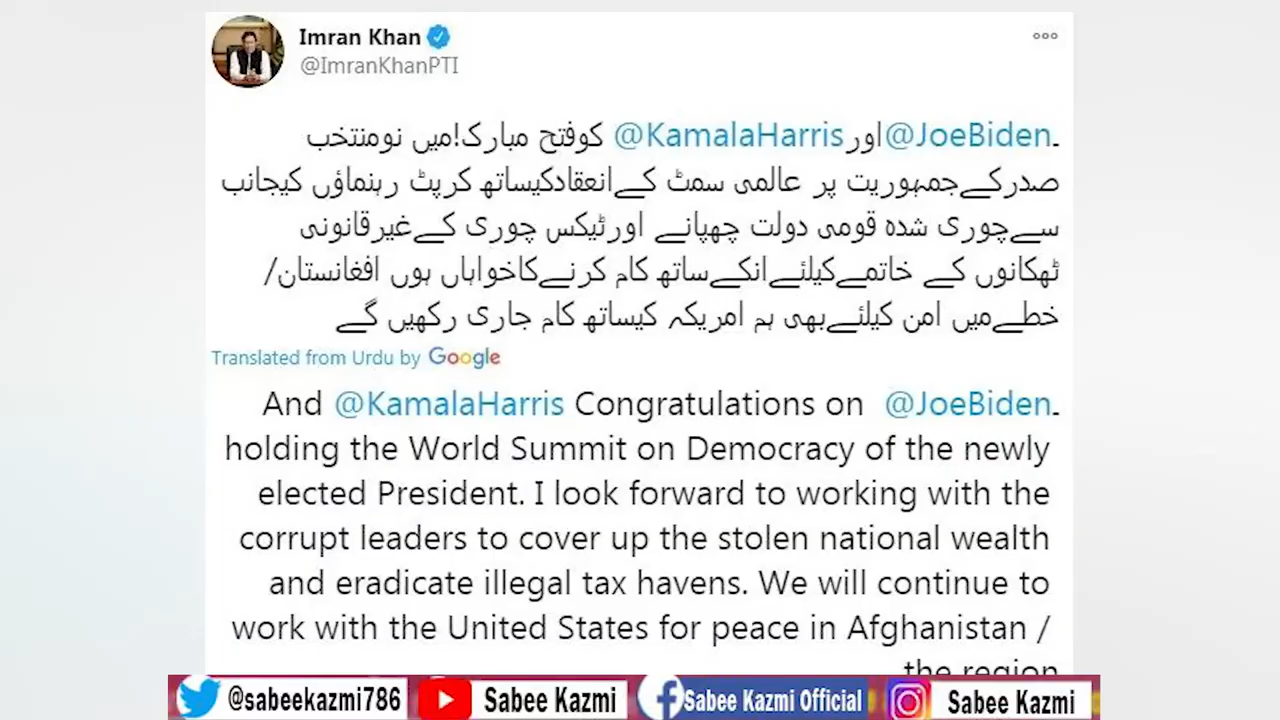 Imran Khan
@ImranKhanPTI
@JoeBiden اور @KamalaHarris کوفتح مبارک!میں نومنتخب
صدرکےجمہوریت پر عالمی سمٹ کےانعقادکیساتھ کرپٹ رہنماؤں کیجانب
سےچوری شدہ قومی دولت چھپانے اورٹیکس چوری کےغیرقانونی
ٹھکانوں کے خاتمےکیلئےانکےساتھ کام کرنےکاخواہاں ہوں افغانستان/
خطےمیں امن کیلئےبھی ہم امریکہ کیساتھ کام جاری رکھیں گے
Translated from Urdu by Google
And @KamalaHarris Congratulations on @JoeBiden.
holding the World Summit on Democracy of the newly
elected President. I look forward to working with the
corrupt leaders to cover up the stolen national wealth
and eradicate illegal tax havens. We will continue to
work with the United States for peace in Afghanistan /
the region
@sabeekazmi786 Sabee Kazmi Sabee Kazmi Official Sabee Kazmi